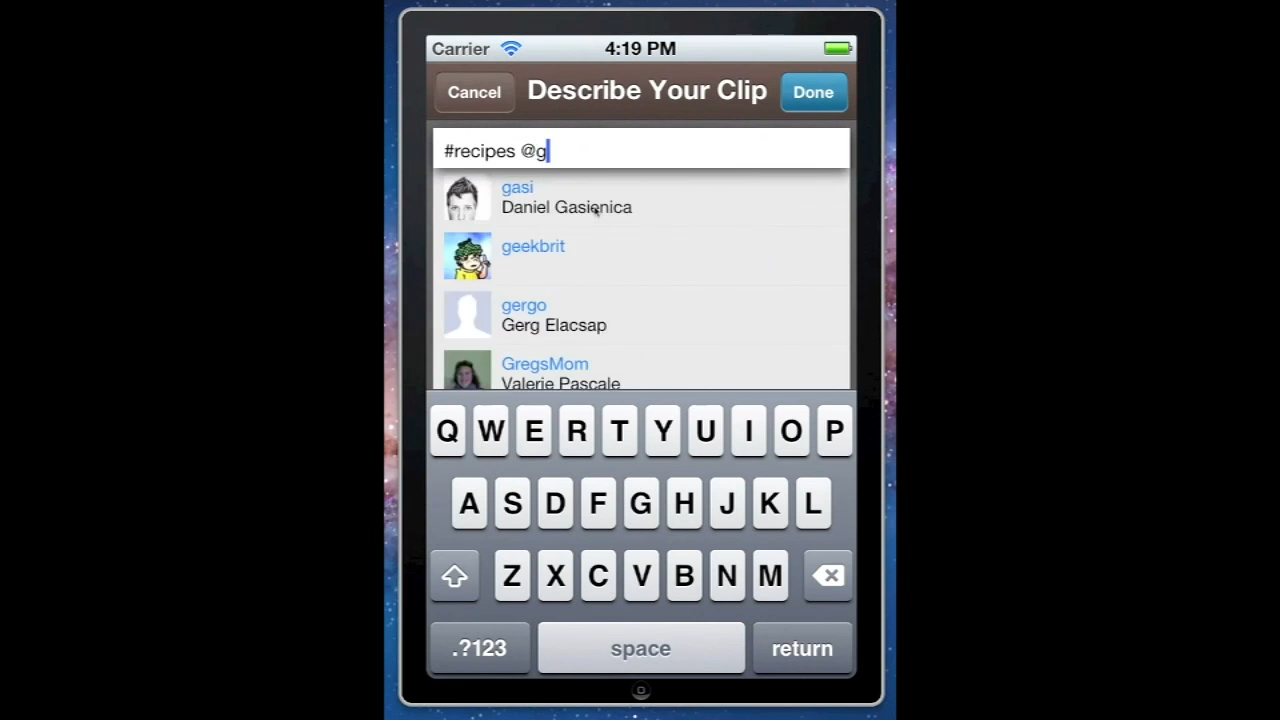 Carrier 4:19 PM
Cancel Describe Your Clip Done
#recipes @g
gasi
Daniel Gasienica
geekbrit
gergo
Gerg Elacsap
GregsMom
Valerie Pascale
Q W E R T Y U I O P
A S D F G H J K L
Z X C V B N M
.?123 space return